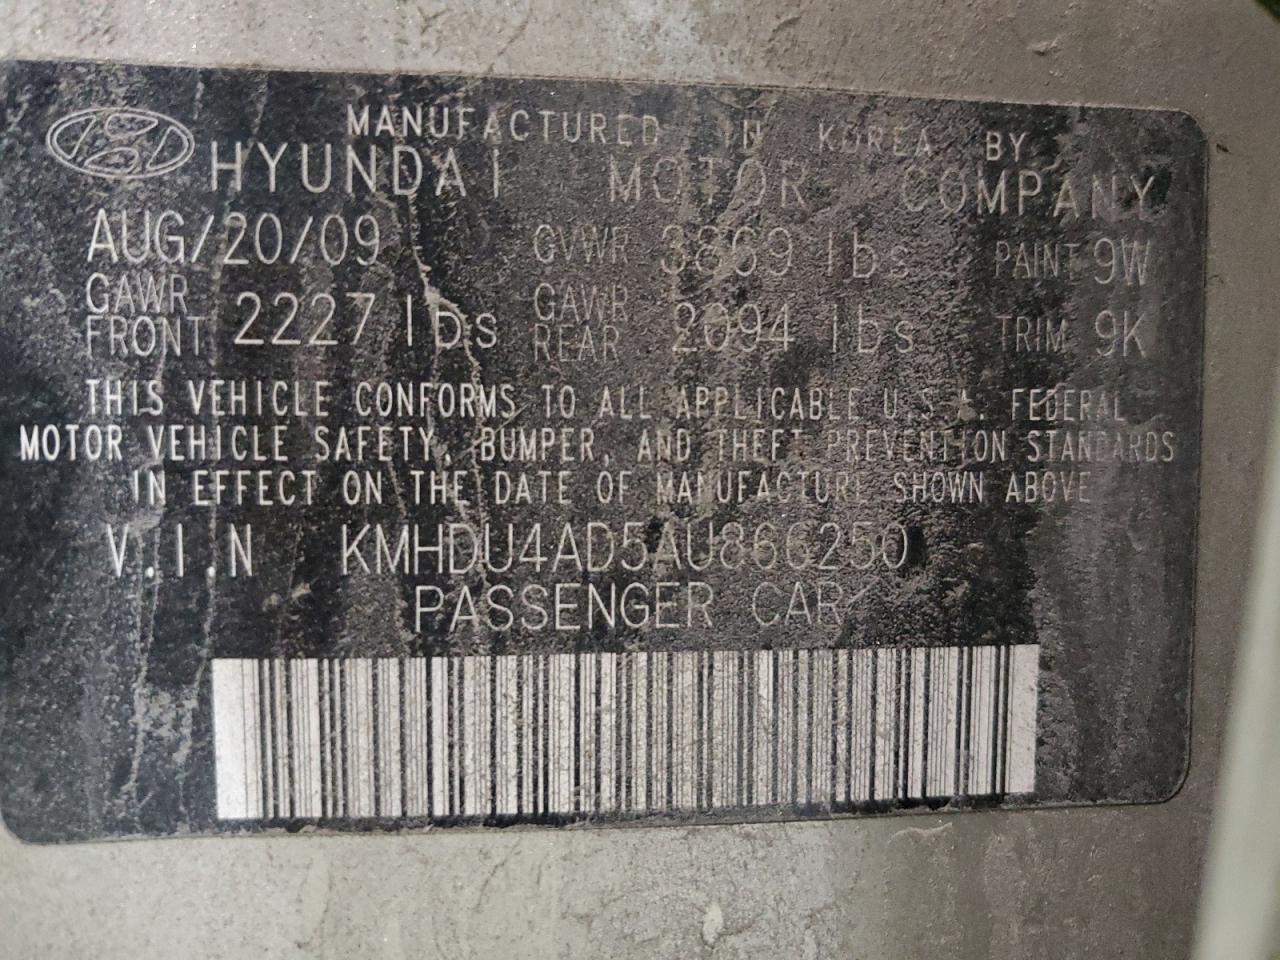 MANUFACTURED IN KOREA BY
HYUNDAI MOTOR COMPANY
AUG/20/09 GVWR 3869 lbs PAINT 9W
GAWR FRONT 2227 lbs GAWR REAR 2094 lbs TRIM 9K
THIS VEHICLE CONFORMS TO ALL APPLICABLE U.S.A. FEDERAL
MOTOR VEHICLE SAFETY, BUMPER, AND THEFT PREVENTION STANDARDS
IN EFFECT ON THE DATE OF MANUFACTURE SHOWN ABOVE
V.I.N KMHDU4AD5AU866250
PASSENGER CAR